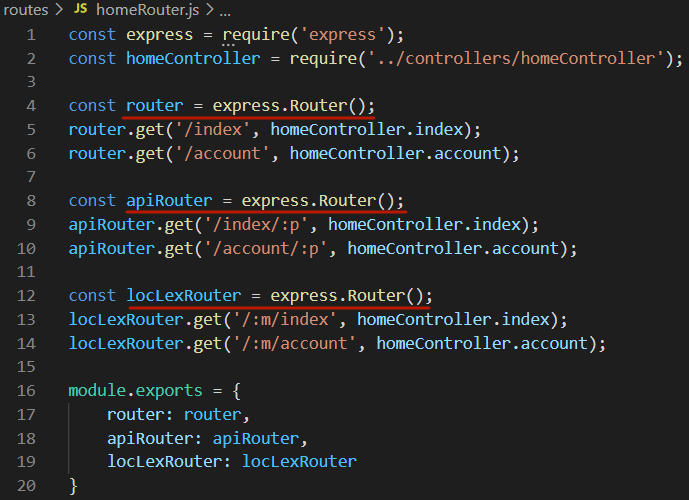 routes > JS homeRouter.js > ...
1 const express = require('express');
2 const homeController = require('../controllers/homeController');
3
4 const router = express.Router();
5 router.get('/index', homeController.index);
6 router.get('/account', homeController.account);
7
8 const apiRouter = express.Router();
9 apiRouter.get('/index/:p', homeController.index);
10 apiRouter.get('/account/:p', homeController.account);
11
12 const locLexRouter = express.Router();
13 locLexRouter.get('/:m/index', homeController.index);
14 locLexRouter.get('/:m/account', homeController.account);
15
16 module.exports = {
17     router: router,
18     apiRouter: apiRouter,
19     locLexRouter: locLexRouter
20 }